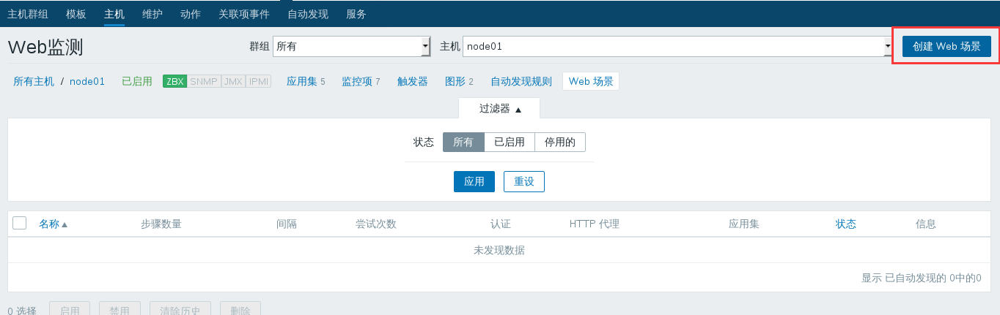 主机群组 模板 主机 维护 动作 关联项事件 自动发现 服务
Web监测 群组 所有 主机 node01 创建 Web 场景
所有主机 / node01 已启用 ZBX SNMP JMX IPMI 应用集 5 监控项 7 触发器 图形 2 自动发现规则 Web 场景
过滤器 ▲
状态 所有 已启用 停用的
应用 重设
名称 ▲ 步骤数量 间隔 尝试次数 认证 HTTP 代理 应用集 状态 信息
未发现数据
显示 已自动发现的 0中的0
0 选择 启用 禁用 清除历史 删除